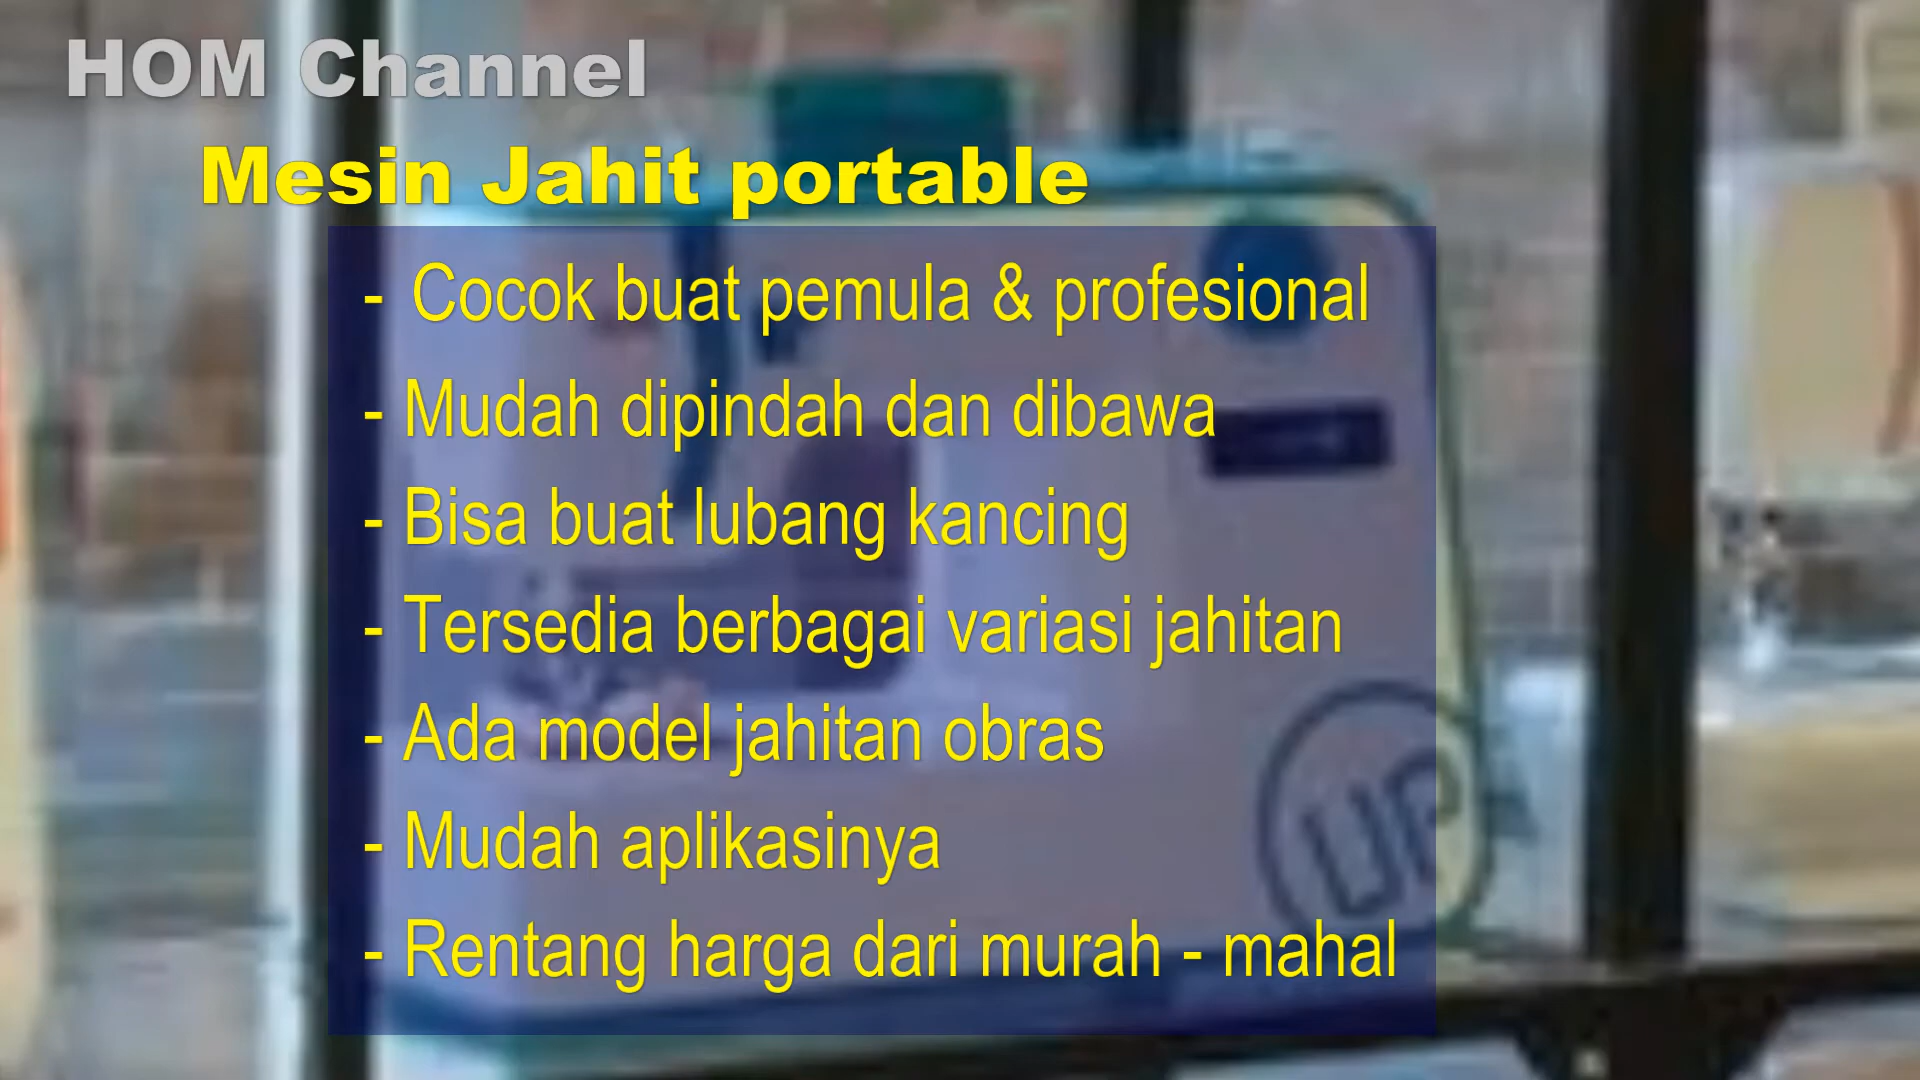 HOM Channel
Mesin Jahit portable
- Cocok buat pemula & profesional
- Mudah dipindah dan dibawa
- Bisa buat lubang kancing
- Tersedia berbagai variasi jahitan
- Ada model jahitan obras
- Mudah aplikasinya
- Rentang harga dari murah - mahal